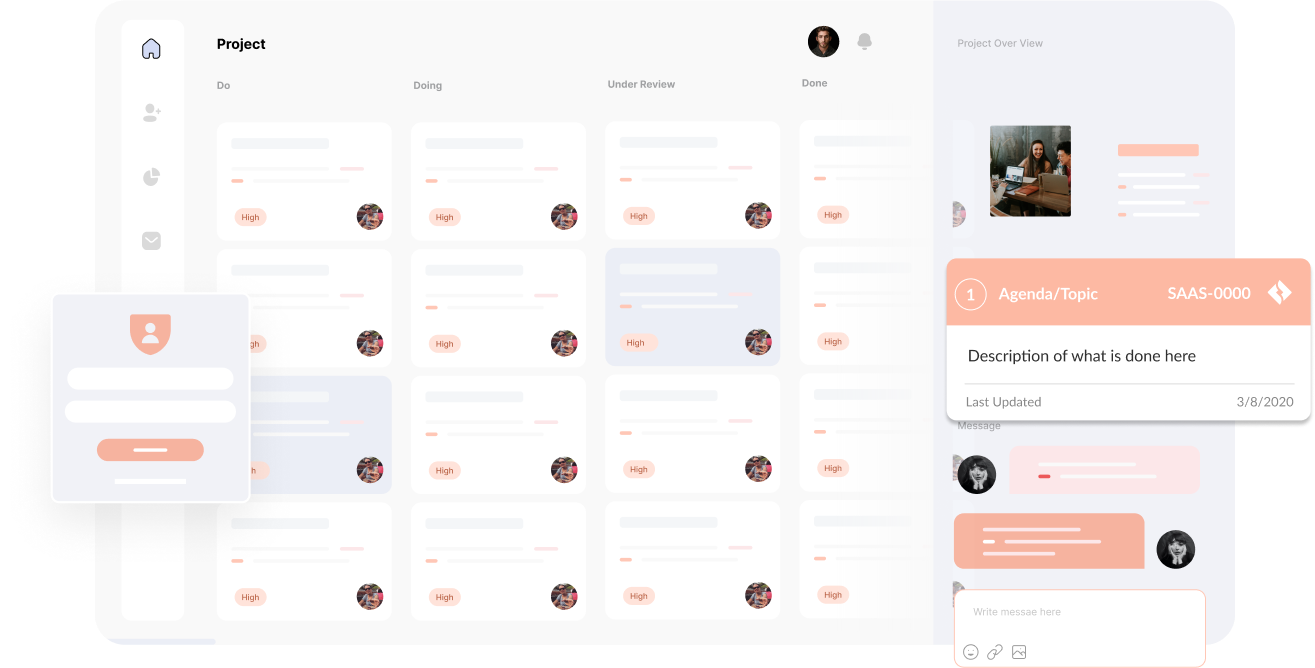 Project
Project Over View
Do
Doing
Under Review
Done
High
High
High
High
gh
High
High
High
1 Agenda/Topic SAAS-0000
Description of what is done here
Last Updated 3/8/2020
Message
h
High
High
High
High
High
High
High
Write messae here